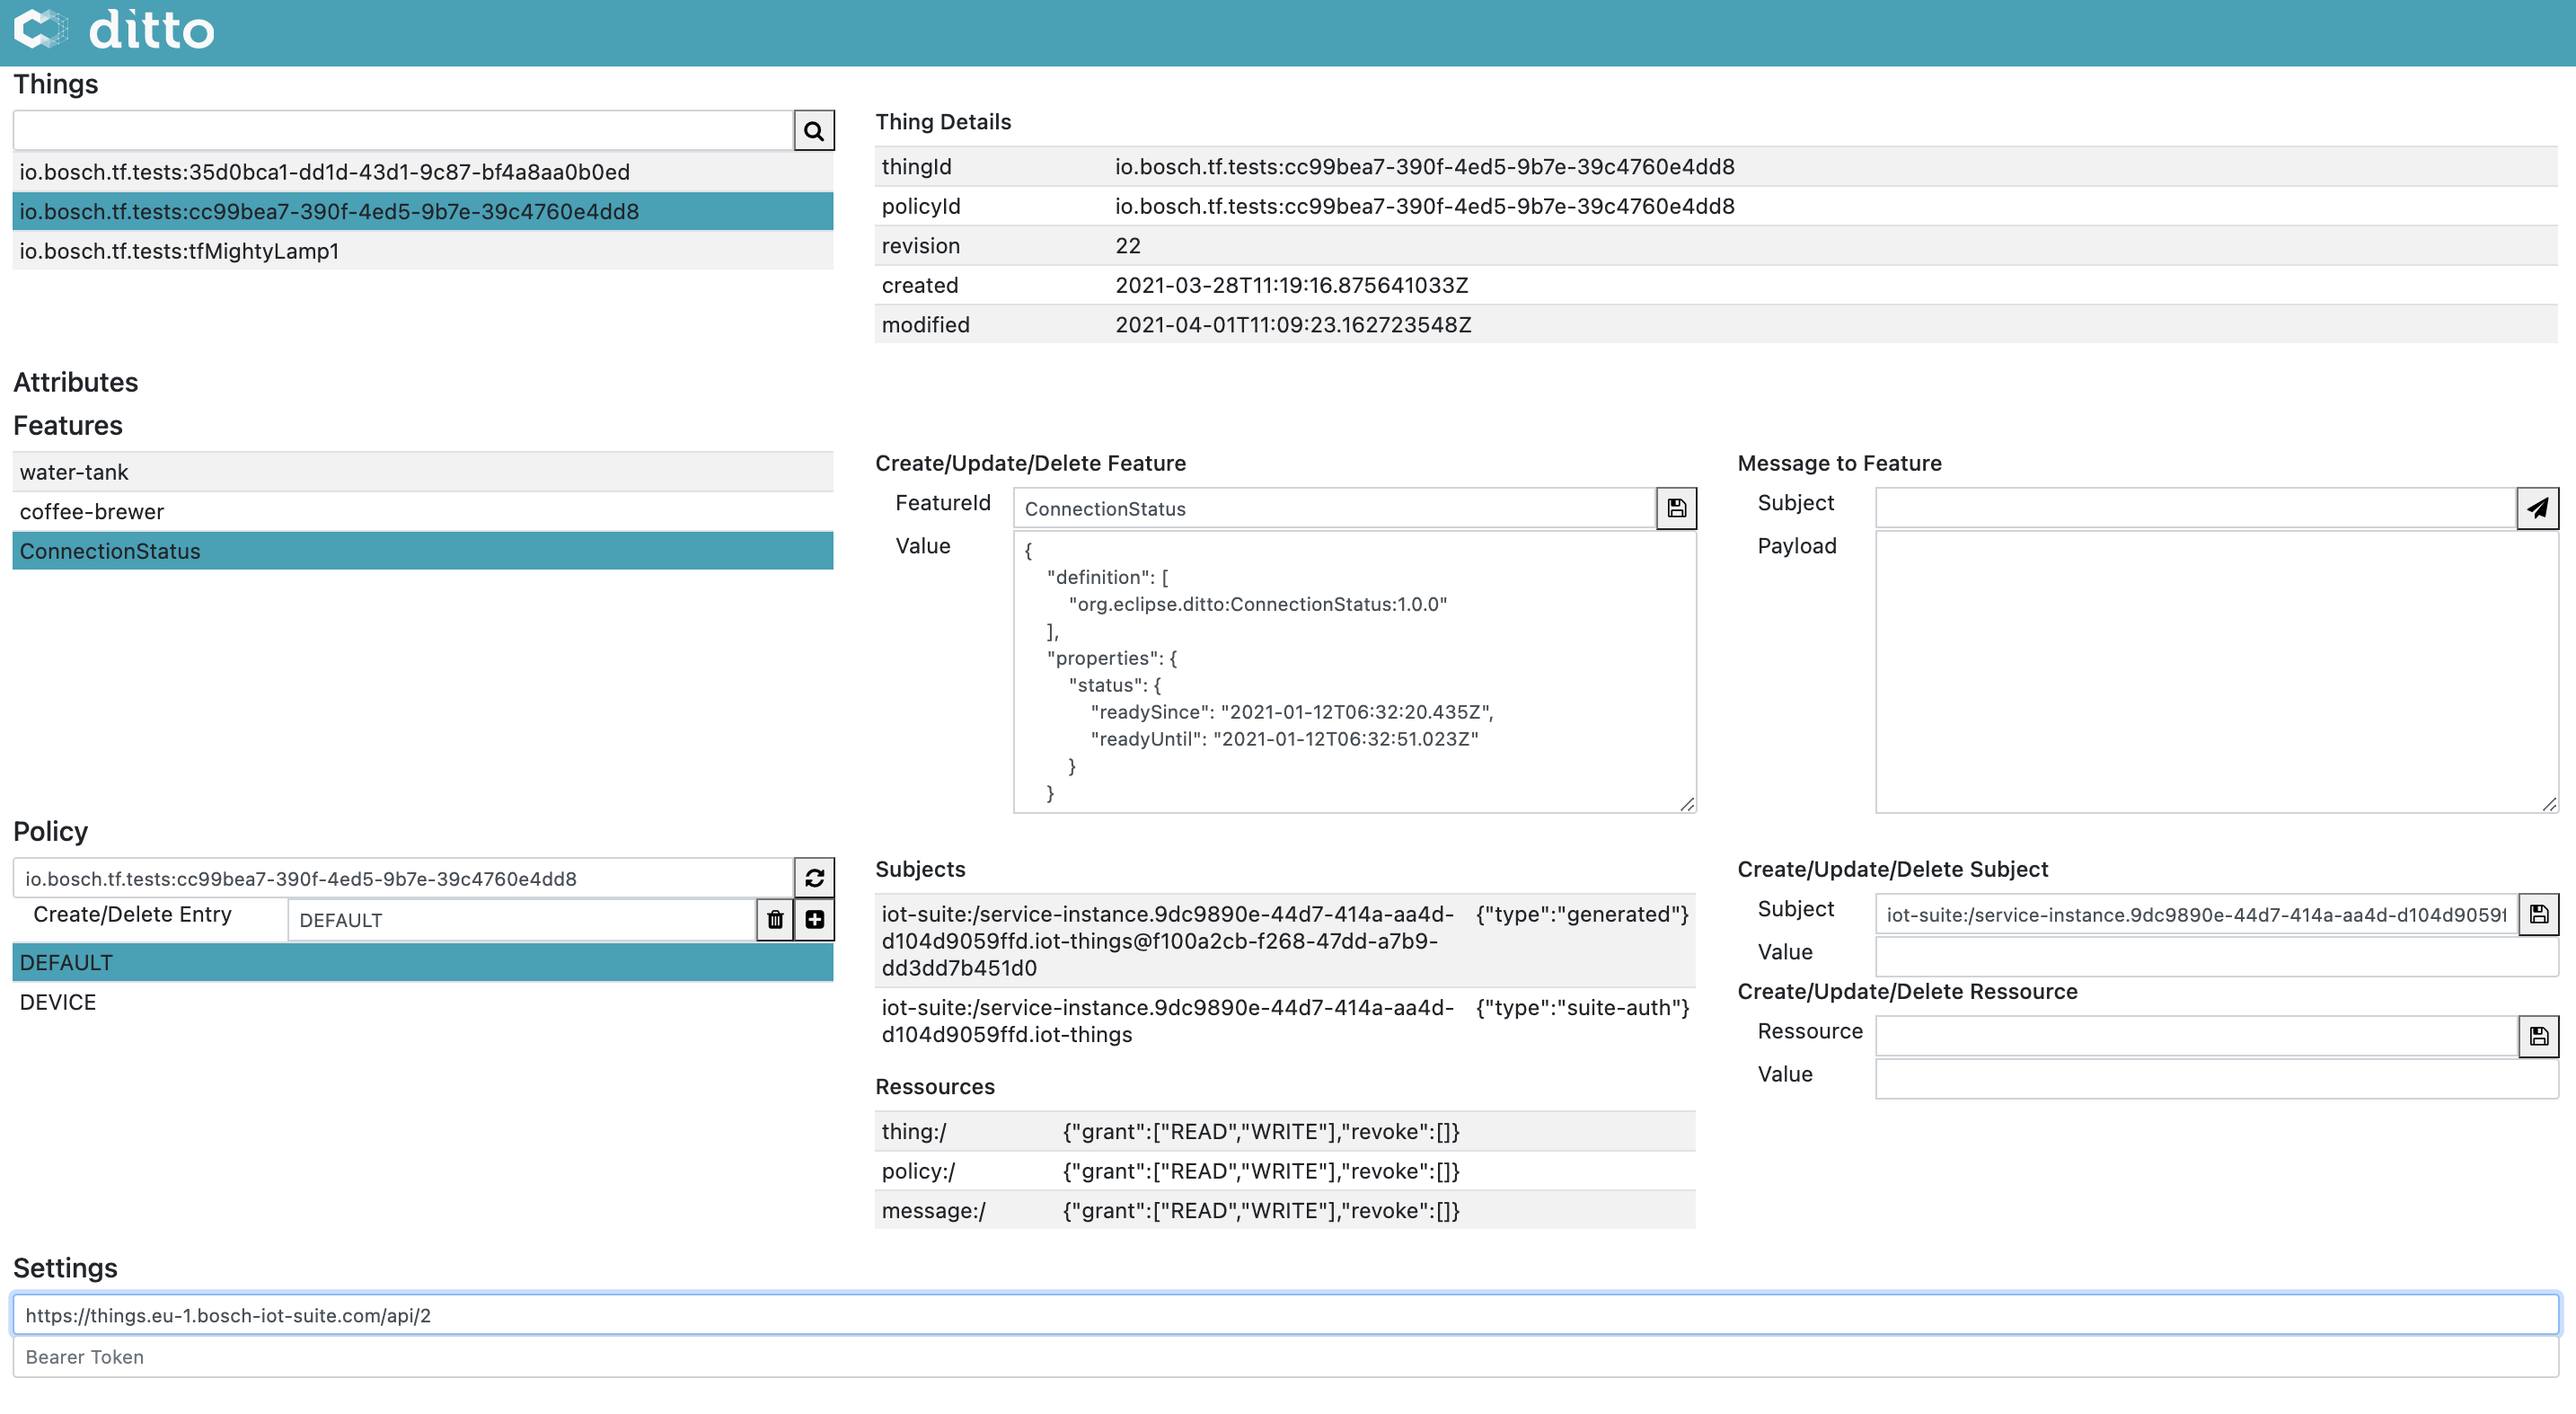 ditto
Things
io.bosch.tf.tests:35d0bca1-dd1d-43d1-9c87-bf4a8aa0b0ed
io.bosch.tf.tests:cc99bea7-390f-4ed5-9b7e-39c4760e4dd8
io.bosch.tf.tests:tfMightyLamp1
Thing Details
thingId io.bosch.tf.tests:cc99bea7-390f-4ed5-9b7e-39c4760e4dd8
policyId io.bosch.tf.tests:cc99bea7-390f-4ed5-9b7e-39c4760e4dd8
revision 22
created 2021-03-28T11:19:16.875641033Z
modified 2021-04-01T11:09:23.162723548Z
Attributes
Features
water-tank
coffee-brewer
ConnectionStatus
Create/Update/Delete Feature
FeatureId ConnectionStatus
Value
{
"definition": [
"org.eclipse.ditto:ConnectionStatus:1.0.0"
],
"properties": {
"status": {
"readySince": "2021-01-12T06:32:20.435Z",
"readyUntil": "2021-01-12T06:32:51.023Z"
}
}
Message to Feature
Subject
Payload
Policy
io.bosch.tf.tests:cc99bea7-390f-4ed5-9b7e-39c4760e4dd8
Create/Delete Entry DEFAULT
DEFAULT
DEVICE
Subjects
iot-suite:/service-instance.9dc9890e-44d7-414a-aa4d- {"type":"generated"}
d104d9059ffd.iot-things@f100a2cb-f268-47dd-a7b9-
dd3dd7b451d0
iot-suite:/service-instance.9dc9890e-44d7-414a-aa4d- {"type":"suite-auth"}
d104d9059ffd.iot-things
Ressources
thing:/ {"grant":["READ","WRITE"],"revoke":[]}
policy:/ {"grant":["READ","WRITE"],"revoke":[]}
message:/ {"grant":["READ","WRITE"],"revoke":[]}
Create/Update/Delete Subject
Subject iot-suite:/service-instance.9dc9890e-44d7-414a-aa4d-d104d9059f
Value
Create/Update/Delete Ressource
Ressource
Value
Settings
https://things.eu-1.bosch-iot-suite.com/api/2
Bearer Token